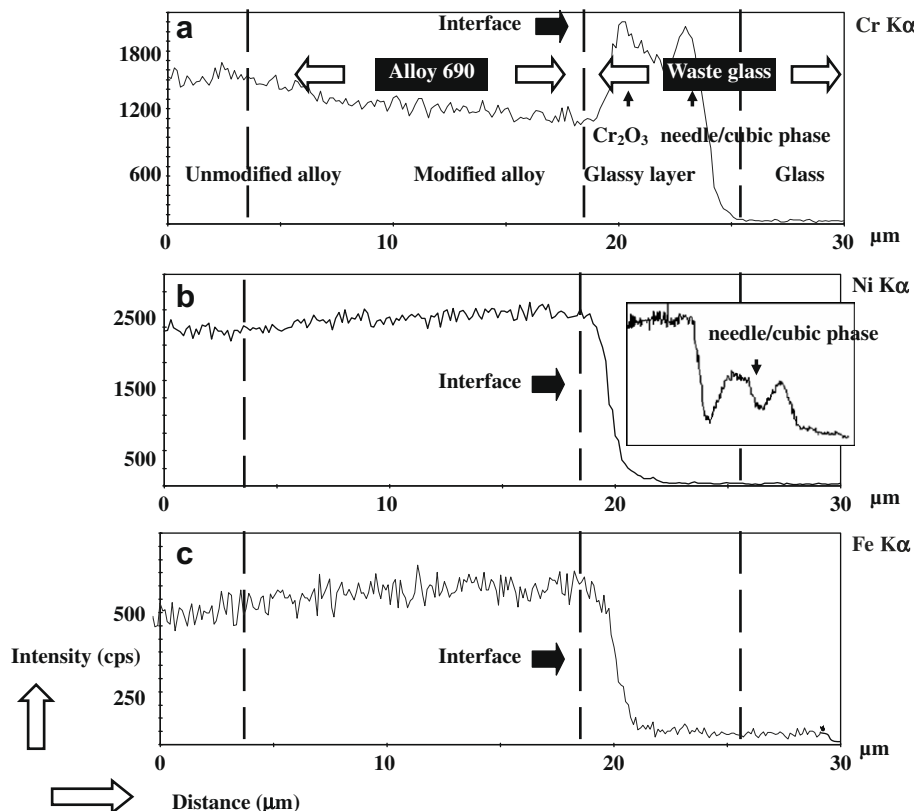 a
Interface
Cr Kα
1800
Alloy 690
Waste glass
1200
Cr₂O₃ needle/cubic phase
600
Unmodified alloy
Modified alloy
Glassy layer
Glass
0
10
20
30
μm
b
Ni Kα
2500
needle/cubic phase
Interface
1500
500
0
10
20
30
μm
c
Fe Kα
500
Intensity (cps)
Interface
250
0
10
20
30
μm
Distance (μm)